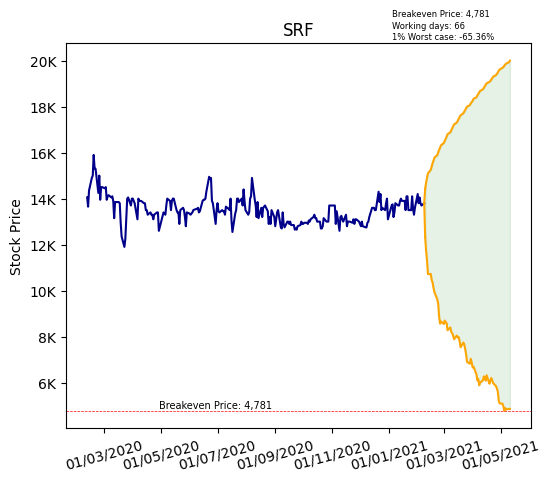 Breakeven Price: 4,781
Working days: 66
1% Worst case: -65.36%
SRF
Stock Price
20K
18K
16K
14K
12K
10K
8K
6K
Breakeven Price: 4,781
01/03/2020
01/05/2020
01/07/2020
01/09/2020
01/11/2020
01/01/2021
01/03/2021
01/05/2021